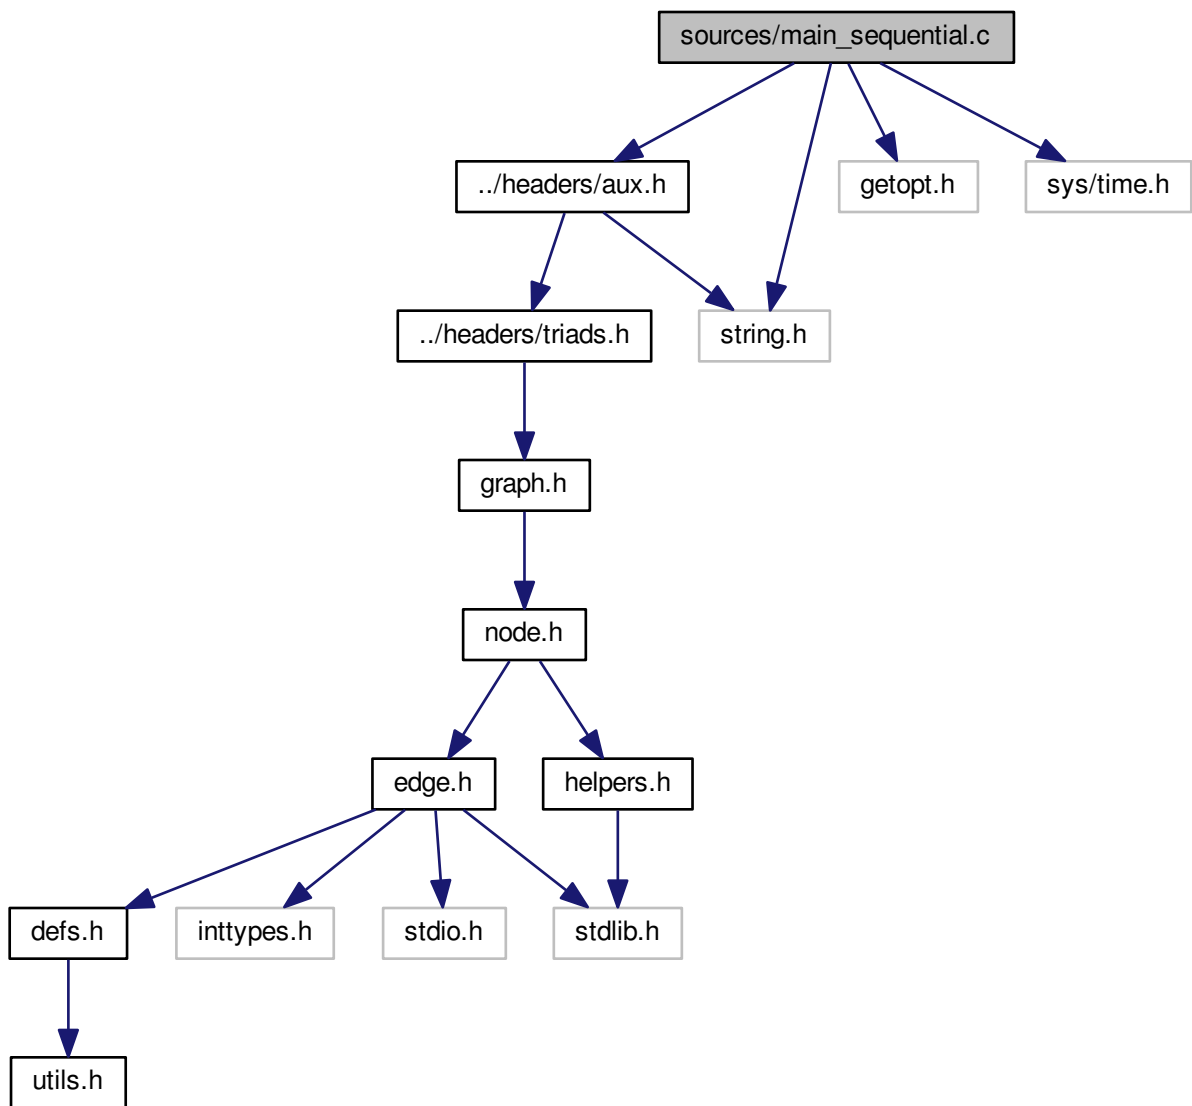 sources/main_sequential.c
../headers/aux.h
getopt.h
sys/time.h
../headers/triads.h
string.h
graph.h
node.h
edge.h
helpers.h
defs.h
inttypes.h
stdio.h
stdlib.h
utils.h